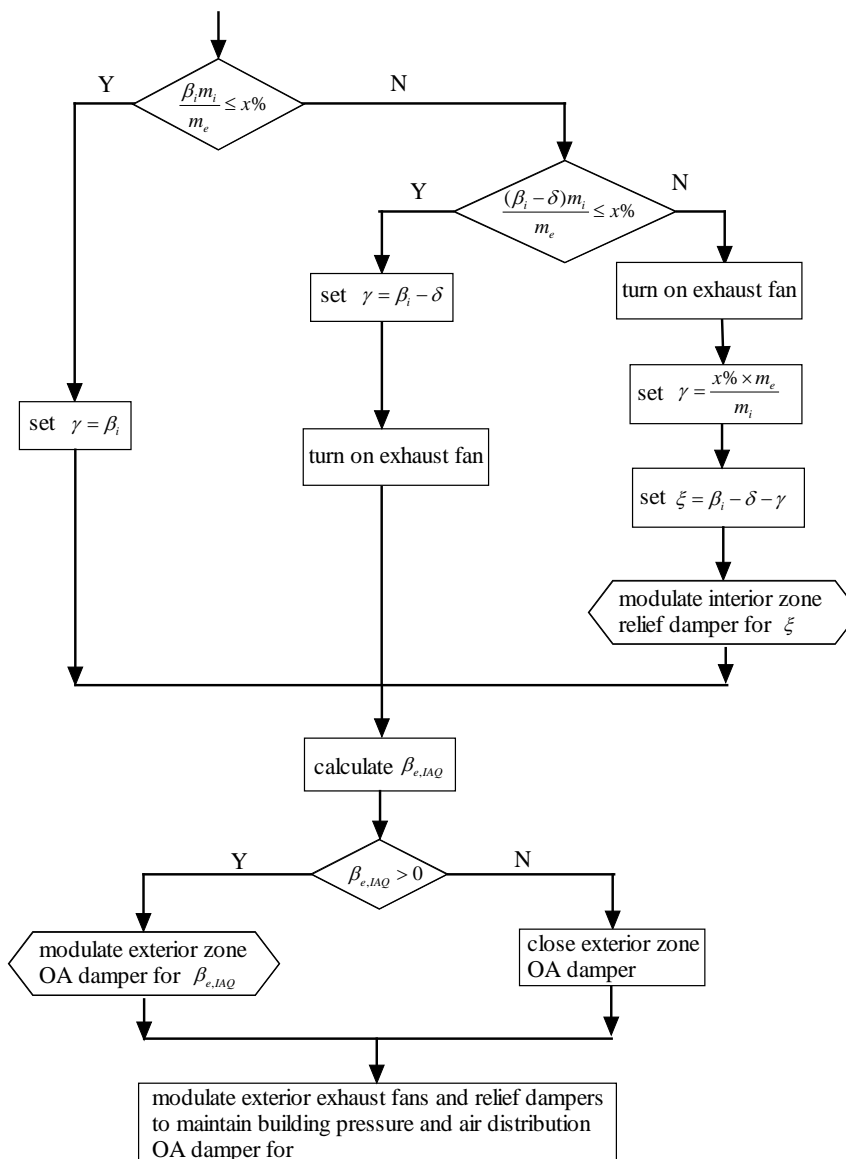 Y
N
β_i m_i / m_e ≤ x%
Y
N
(β_i − δ)m_i / m_e ≤ x%
set γ = β_i − δ
turn on exhaust fan
set γ = x% × m_e / m_i
set γ = β_i
turn on exhaust fan
set ξ = β_i − δ − γ
modulate interior zone
relief damper for ξ
calculate β_e,IAQ
Y
N
β_e,IAQ > 0
modulate exterior zone
OA damper for β_e,IAQ
close exterior zone
OA damper
modulate exterior exhaust fans and relief dampers
to maintain building pressure and air distribution
OA damper for